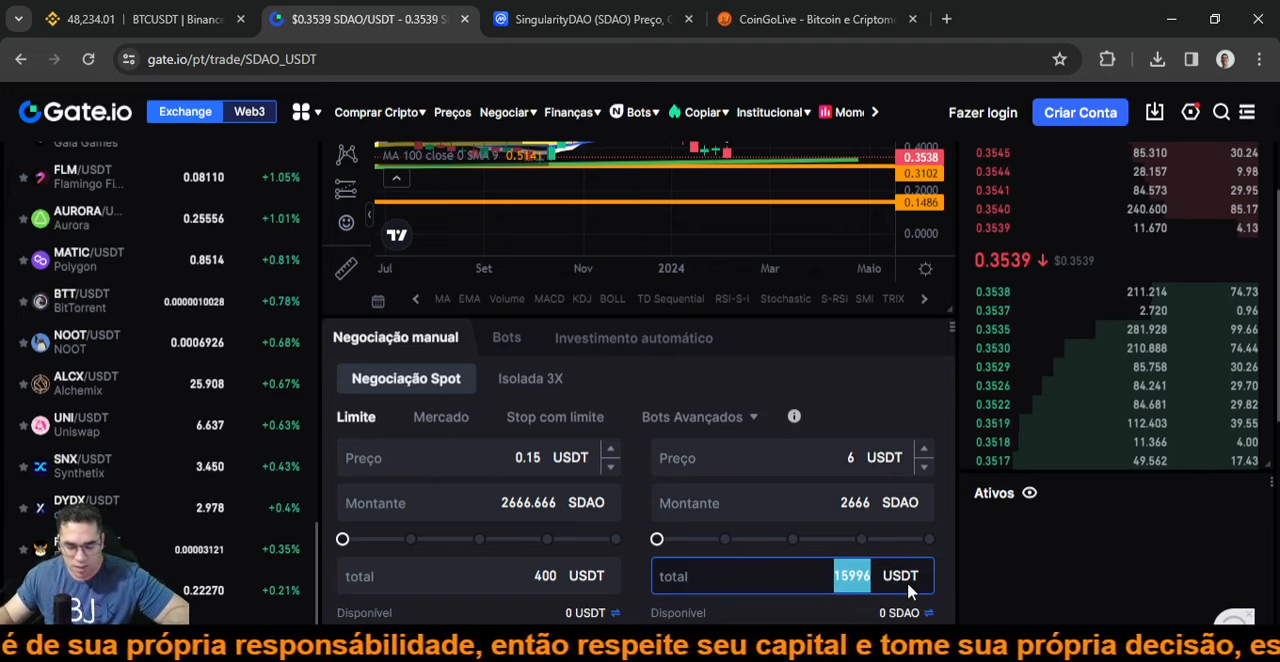 48,234.01 | BTCUSDT | Binance
$0.3539 SDAO/USDT - 0.3539 S
SingularityDAO (SDAO) Preço, G
CoinGoLive - Bitcoin e Criptome
gate.io/pt/trade/SDAO_USDT
Gate.io
Exchange
Web3
Comprar Cripto
Preços
Negociar
Finanças
Bots
Copiar
Institucional
Mome
Fazer login
Criar Conta
Gala Games
FLM/USDT 0.08110 +1.05%
Flamingo Fi...
AURORA/U... 0.25556 +1.01%
Aurora
MATIC/USDT 0.8514 +0.81%
Polygon
BTT/USDT 0.0000010028 +0.78%
BitTorrent
NOOT/USDT 0.0006926 +0.68%
NOOT
ALCX/USDT 25.908 +0.67%
Alchemix
UNI/USDT 6.637 +0.63%
Uniswap
SNX/USDT 3.450 +0.43%
Synthetix
DYDX/USDT 2.978 +0.4%
0.00003121 +0.35%
0.22270 +0.21%
BJ
MA 100 close 0 SMA 9 0.5141
0.4000
0.3538
0.3102
0.2000
0.1486
0.0000
Jul Set Nov 2024 Mar Maio
MA EMA Volume MACD KDJ BOLL TD Sequential RSI-S-I Stochastic S-RSI SMI TRIX
Negociação manual
Bots
Investimento automático
Negociação Spot
Isolada 3X
Limite
Mercado
Stop com limite
Bots Avançados
Preço 0.15 USDT
Montante 2666.666 SDAO
total 400 USDT
Disponível 0 USDT
Preço 6 USDT
Montante 2666 SDAO
total 15996 USDT
Disponível 0 SDAO
0.3545 85.310 30.24
0.3544 28.157 9.98
0.3541 84.573 29.95
0.3540 240.600 85.17
0.3539 11.670 4.13
0.3539 $0.3539
0.3538 211.214 74.73
0.3537 2.720 0.96
0.3535 281.928 99.66
0.3530 210.888 74.44
0.3529 85.758 30.26
0.3526 84.241 29.70
0.3522 84.681 29.82
0.3519 112.403 39.55
0.3518 11.366 4.00
0.3517 49.562 17.43
Ativos
é de sua própria responsábilidade, então respeite seu capital e tome sua própria decisão, es